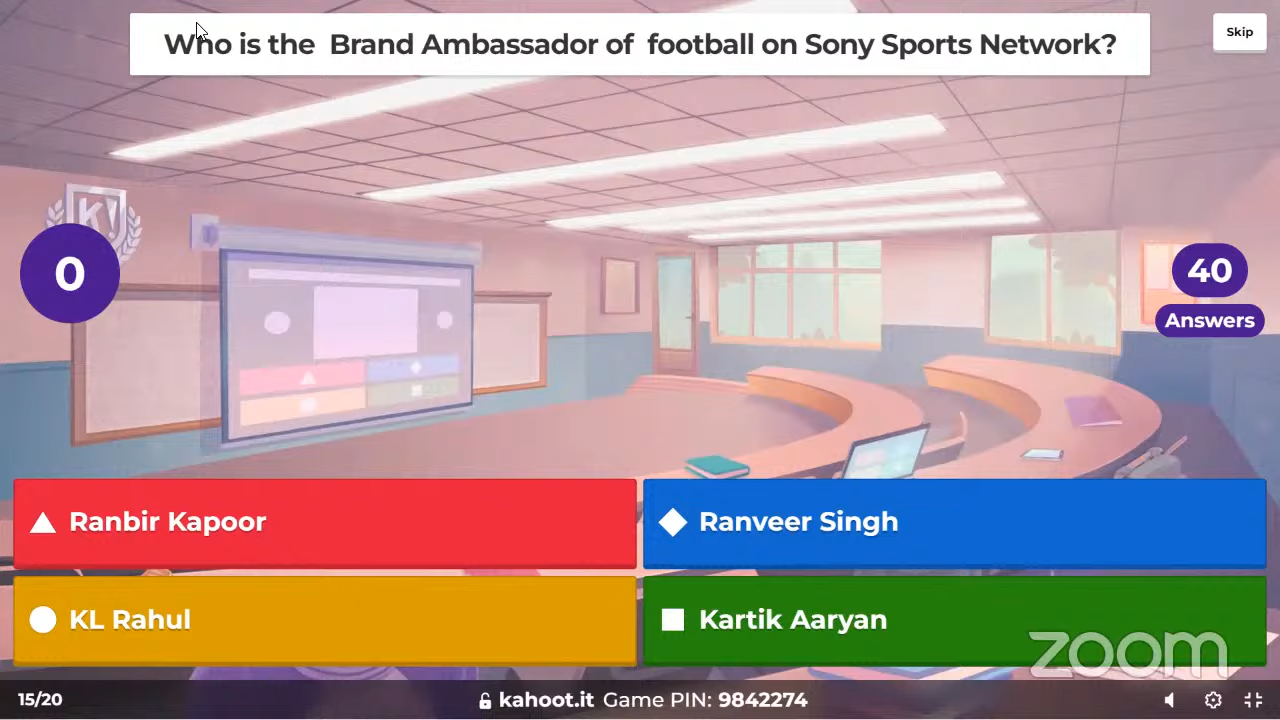 Who is the Brand Ambassador of football on Sony Sports Network?
Skip
K!
0
40
Answers
Ranbir Kapoor
Ranveer Singh
KL Rahul
Kartik Aaryan
zoom
15/20
kahoot.it Game PIN: 9842274